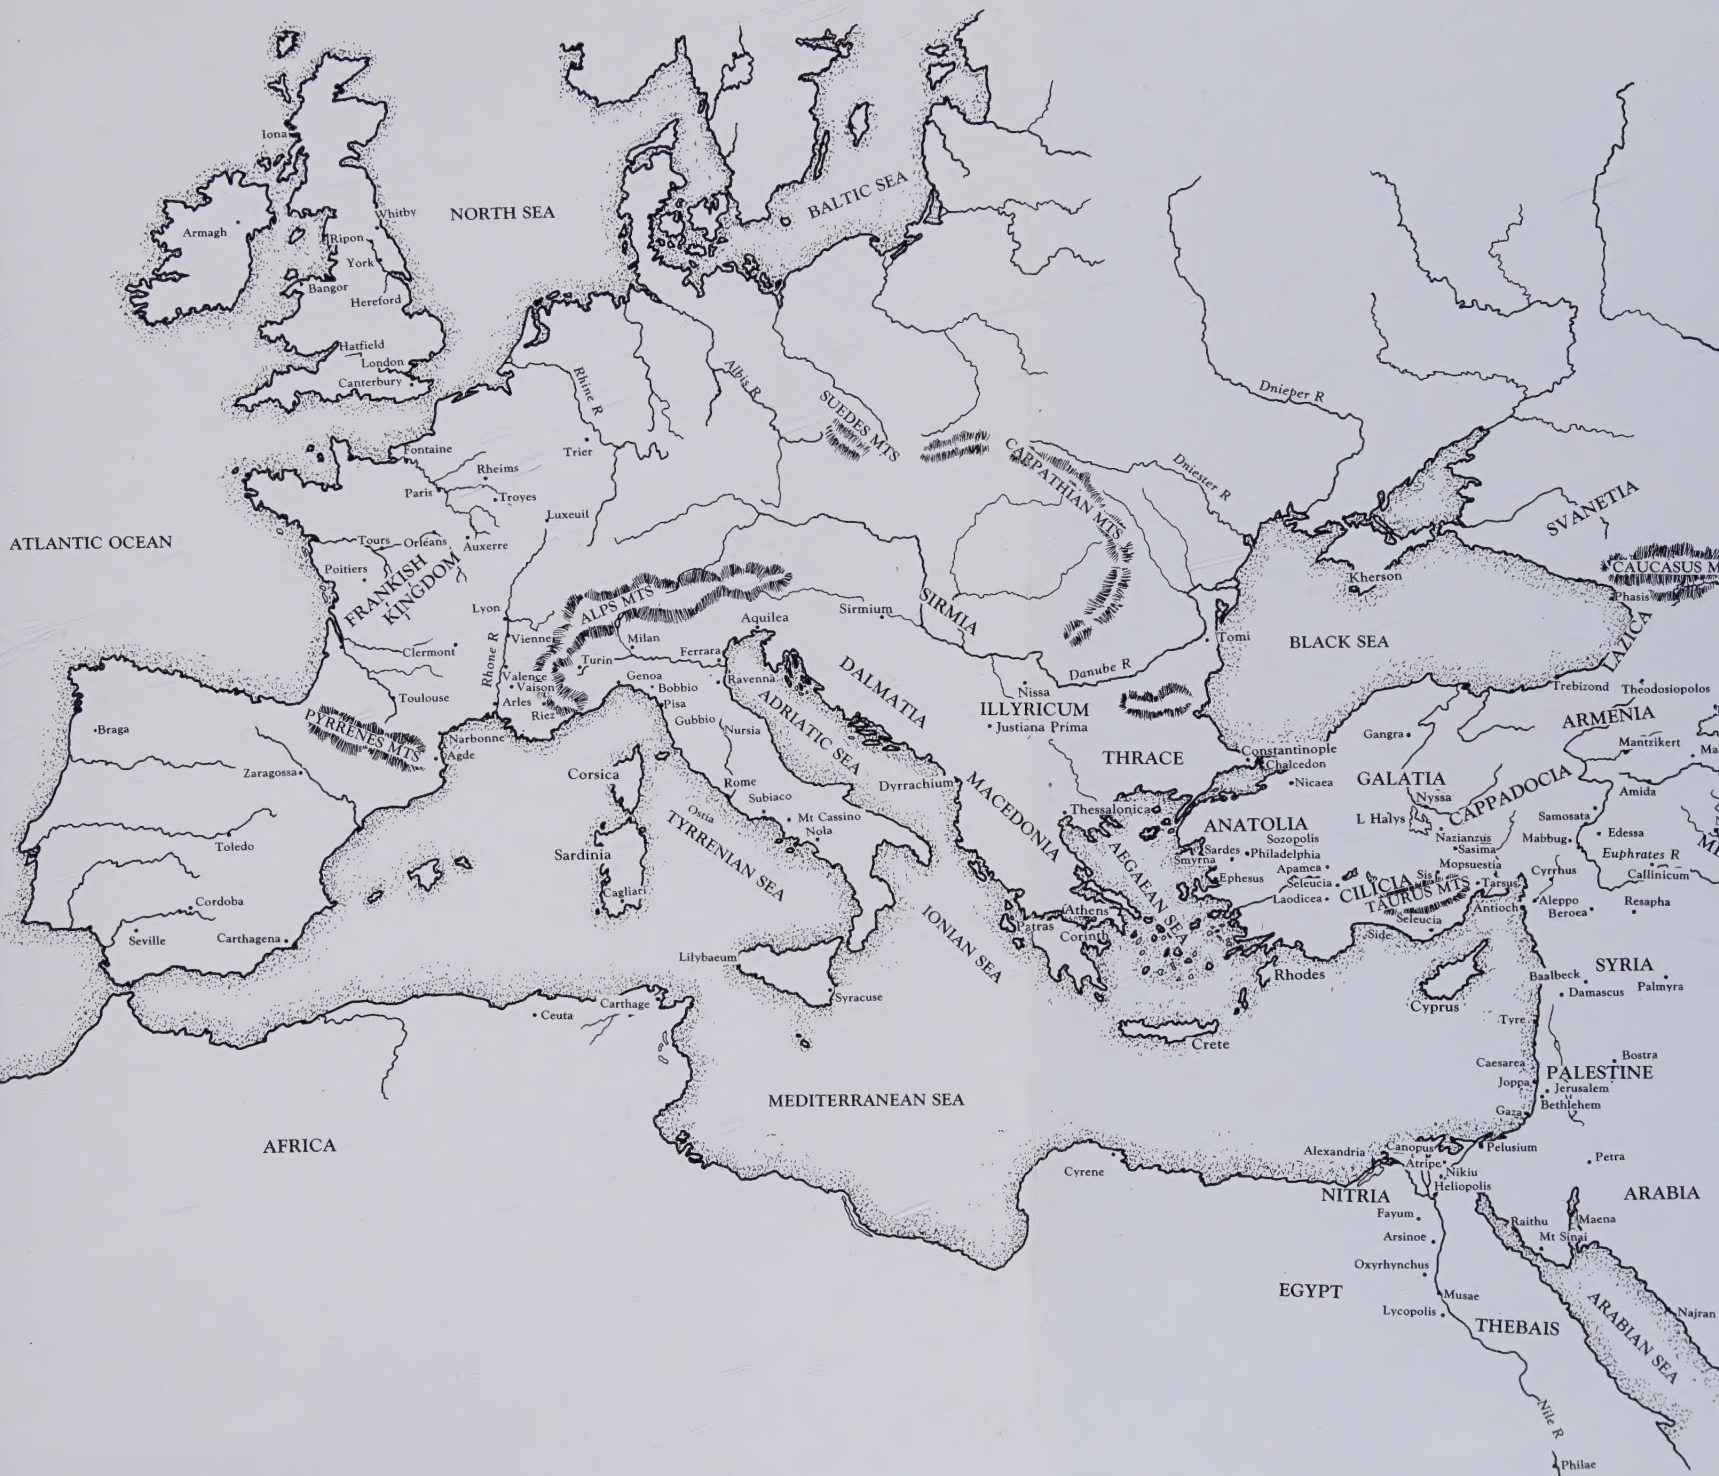 Iona
Armagh
Whitby
Ripon
York
Bangor
Hereford
Hatfield
London
Canterbury
NORTH SEA
BALTIC SEA
ATLANTIC OCEAN
Rhine R
Albis R
SUEDES MTS
CARPATHIAN MTS
Dnieper R
Dniester R
SVANETIA
CAUCASUS M
Phasis
LAZICA
Fontaine
Trier
Rheims
Paris
Troyes
Luxeuil
Tours
Orléans
Auxerre
Poitiers
FRANKISH
KINGDOM
Lyon
Vienne
Clermont
Rhone R
Valence
Vaison
Toulouse
Arles
Riez
Narbonne
Agde
PYRRENES MTS
Braga
Zaragossa
Toledo
Cordoba
Seville
Carthagena
ALPS MTS
Milan
Turin
Genoa
Bobbio
Pisa
Gubbio
Nursia
Ferrara
Ravenna
Aquilea
Sirmium
SIRMIA
DALMATIA
ADRIATIC SEA
Corsica
Rome
Subiaco
Ostia
Mt Cassino
Nola
TYRRENIAN SEA
Sardinia
Cagliari
Dyrrachium
MACEDONIA
IONIAN SEA
Lilybaeum
Syracuse
Carthage
Ceuta
AFRICA
MEDITERRANEAN SEA
Kherson
BLACK SEA
Tomi
Danube R
Nissa
ILLYRICUM
Justiana Prima
THRACE
Thessalonica
AEGAEAN SEA
Athens
Patras
Corinth
Crete
Rhodes
Cyprus
Constantinople
Chalcedon
Nicaea
Gangra
GALATIA
Nyssa
L Halys
CAPPADOCIA
ANATOLIA
Sozopolis
Sardes
Philadelphia
Smyrna
Apamea
Ephesus
Seleucia
Laodicea
Nazianzus
Sasima
Mopsuestia
Sis
CILICIA
TAURUS MTS
Tarsus
Seleucia
Side
Antioch
Trebizond
Theodosiopolos
ARMENIA
Mantzikert
Ma
Amida
Samosata
Edessa
Mabbug
Euphrates R
Callinicum
Cyrrhus
Aleppo
Beroea
Resapha
SYRIA
Baalbeck
Damascus
Palmyra
Tyre
Bostra
Caesarea
PALESTINE
Joppa
Jerusalem
Bethlehem
Gaza
Petra
ARABIA
Cyrene
Alexandria
Canopus
Pelusium
Atripe
Nikiu
Heliopolis
NITRIA
Fayum
Arsinoe
Oxyrhynchus
EGYPT
Musae
Lycopolis
THEBAIS
Raithu
Maena
Mt Sinai
ARABIAN SEA
Najran
Nile R
Philae